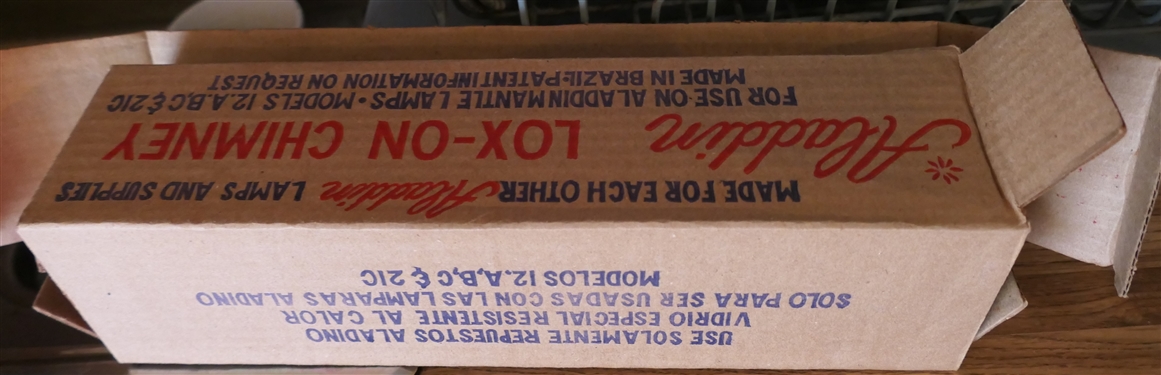 MADE FOR EACH OTHER Aladdin LAMPS AND SUPPLIES
Aladdin LOX-ON CHIMNEY
FOR USE ON ALADDIN MANTLE LAMPS • MODELS 12.A,B,C & 21C
MADE IN BRAZIL-PATENT INFORMATION ON REQUEST
USE SOLAMENTE REPUESTOS ALADINO
VIDRIO ESPECIAL RESISTENTE AL CALOR
SOLO PARA SER USADAS CON LAS LAMPARAS ALADINO
MODELOS 12.A,B,C & 21C